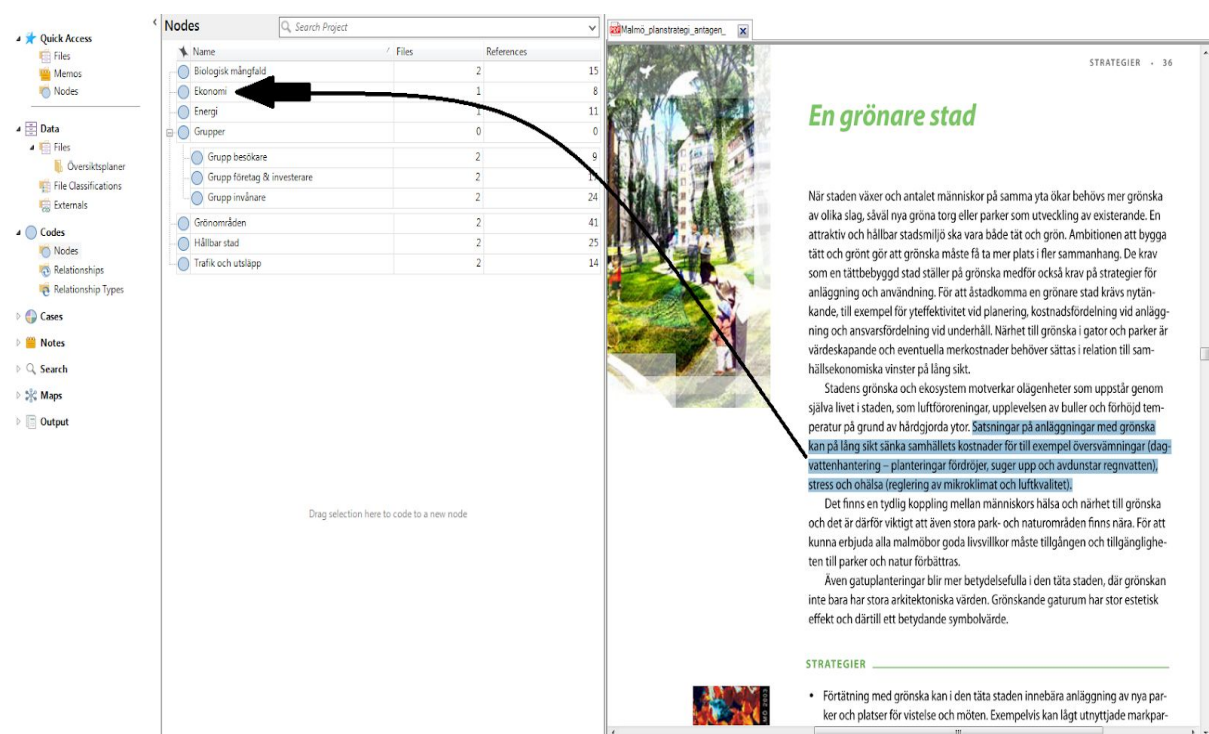 Quick Access
Files
Memos
Nodes
Data
Files
Översiktsplaner
File Classifications
Externals
Codes
Nodes
Relationships
Relationship Types
Cases
Notes
Search
Maps
Output
Nodes
Search Project
Name / Files References
Biologisk mångfald 2 15
Ekonomi 1 8
Energi 1 11
Grupper 0 0
Grupp besökare 2 9
Grupp företag & investerare 2
Grupp invånare 2 24
Grönområden 2 41
Hållbar stad 2 25
Trafik och utsläpp 2 14
Drag selection here to code to a new node
Malmö_planstrategi_antagen_
STRATEGIER • 36
En grönare stad
När staden växer och antalet människor på samma yta ökar behövs mer grönska
av olika slag, såväl nya gröna torg eller parker som utveckling av existerande. En
attraktiv och hållbar stadsmiljö ska vara både tät och grön. Ambitionen att bygga
tätt och grönt gör att grönska måste få ta mer plats i fler sammanhang. De krav
som en tättbebyggd stad ställer på grönska medför också krav på strategier för
anläggning och användning. För att åstadkomma en grönare stad krävs nytän-
kande, till exempel för yteffektivitet vid planering, kostnadsfördelning vid anlägg-
ning och ansvarsfördelning vid underhåll. Närhet till grönska i gator och parker är
värdeskapande och eventuella merkostnader behöver sättas i relation till sam-
hällsekonomiska vinster på lång sikt.
Stadens grönska och ekosystem motverkar olägenheter som uppstår genom
själva livet i staden, som luftföroreningar, upplevelsen av buller och förhöjd tem-
peratur på grund av hårdgjorda ytor. Satsningar på anläggningar med grönska
kan på lång sikt sänka samhällets kostnader för till exempel översvämningar (dag-
vattenhantering – planteringar fördröjer, suger upp och avdunstar regnvatten),
stress och ohälsa (reglering av mikroklimat och luftkvalitet).
Det finns en tydlig koppling mellan människors hälsa och närhet till grönska
och det är därför viktigt att även stora park- och naturområden finns nära. För att
kunna erbjuda alla malmöbor goda livsvillkor måste tillgången och tillgänglighe-
ten till parker och natur förbättras.
Även gatuplanteringar blir mer betydelsefulla i den täta staden, där grönskan
inte bara har stora arkitektoniska värden. Grönskande gaturum har stor estetisk
effekt och därtill ett betydande symbolvärde.
STRATEGIER
• Förtätning med grönska kan i den täta staden innebära anläggning av nya par-
ker och platser för vistelse och möten. Exempelvis kan lågt utnyttjade markpar-